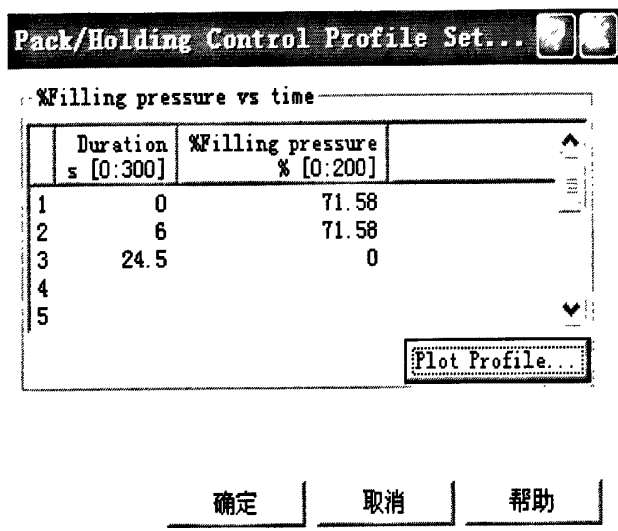 Pack/Holding Control Profile Set...
%Filling pressure vs time
Duration %Filling pressure
s [0:300] % [0:200]
1 0 71.58
2 6 71.58
3 24.5 0
4
5
Plot Profile...
确定 取消 帮助